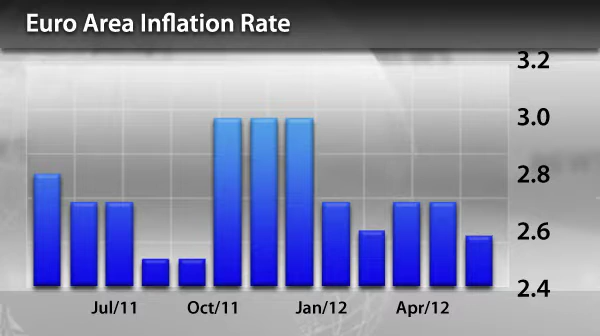 Euro Area Inflation Rate
3.2
3.0
2.8
2.6
2.4
Jul/11 Oct/11 Jan/12 Apr/12